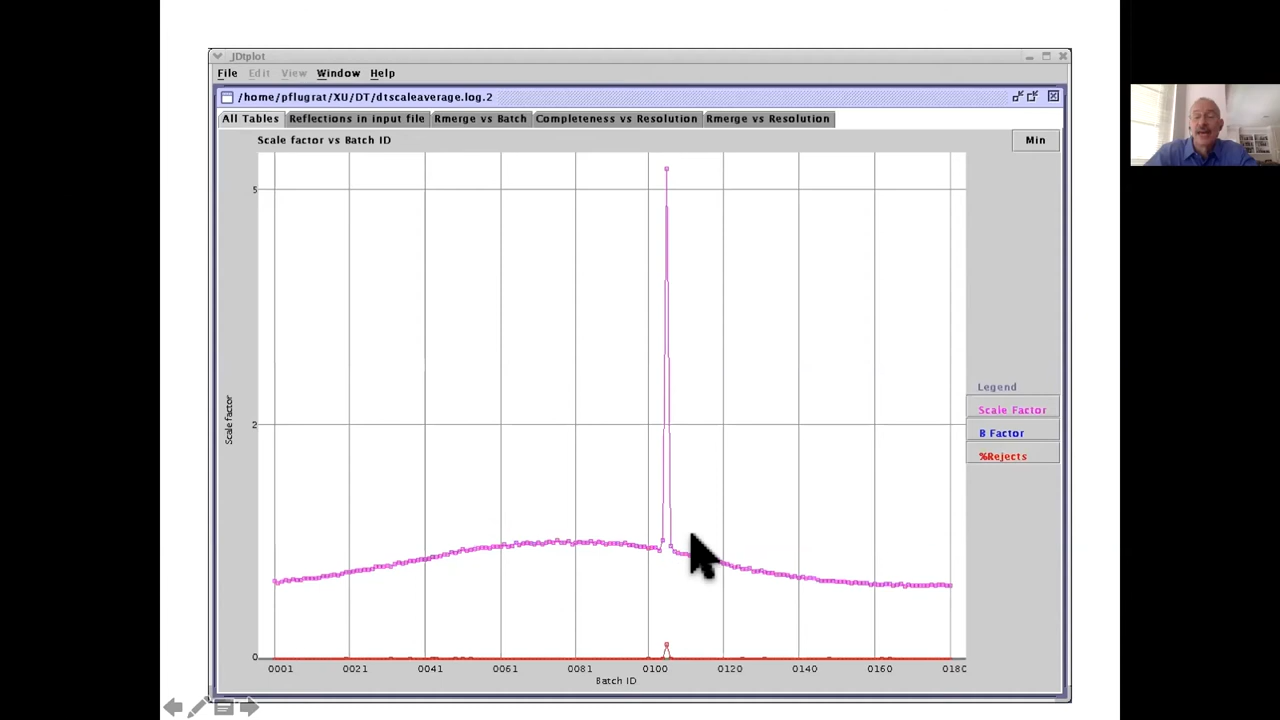 JDtplot
File Edit View Window Help
/home/pflugrat/XU/DT/dtscaleaverage.log.2
All Tables Reflections in input file Rmerge vs Batch Completeness vs Resolution Rmerge vs Resolution
Scale factor vs Batch ID
Min
5
2
0
Scale factor
Legend
Scale Factor
B Factor
%Rejects
0001 0021 0041 0061 0081 0100 0120 0140 0160 0180
Batch ID